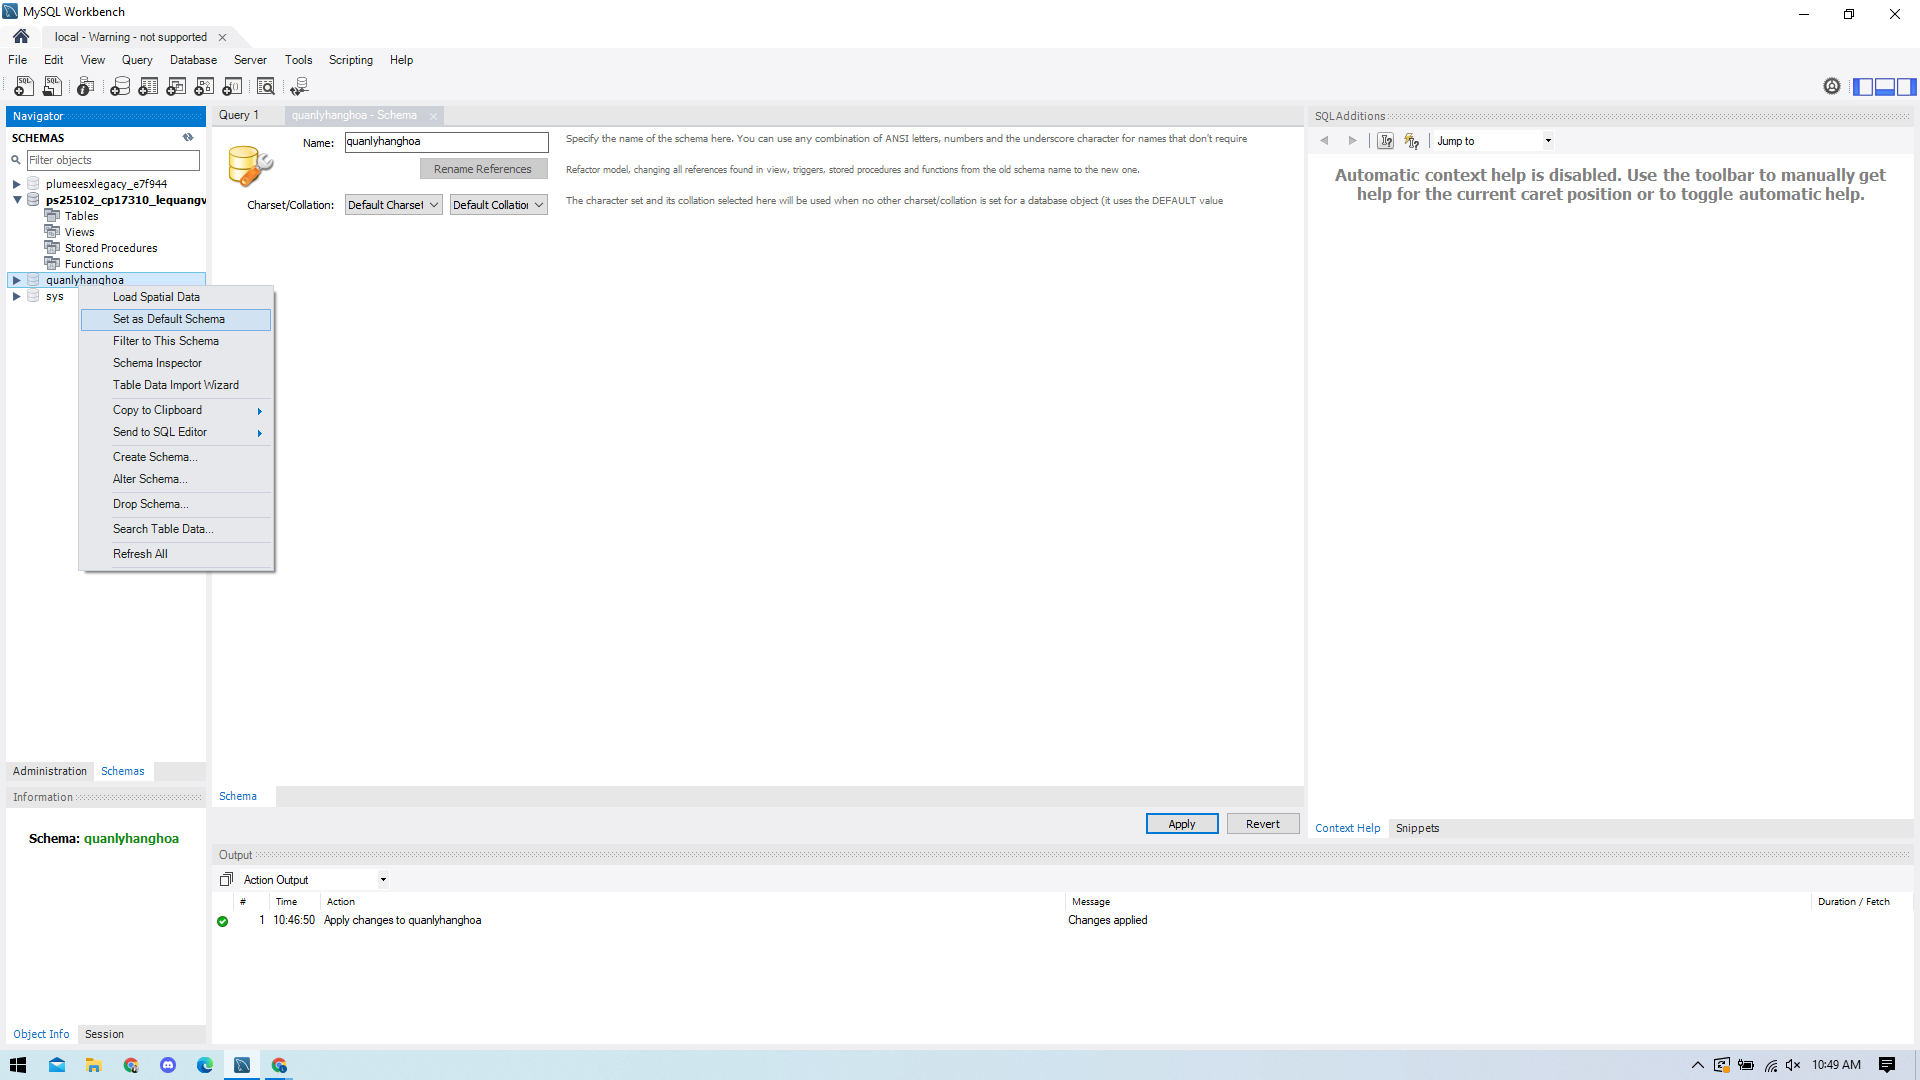 MySQL Workbench
local - Warning - not supported
File Edit View Query Database Server Tools Scripting Help
Navigator
SCHEMAS
Filter objects
plumeesxlegacy_e7f944
ps25102_cp17310_lequangv
Tables
Views
Stored Procedures
Functions
quanlyhanghoa
sys
Load Spatial Data
Set as Default Schema
Filter to This Schema
Schema Inspector
Table Data Import Wizard
Copy to Clipboard
Send to SQL Editor
Create Schema...
Alter Schema...
Drop Schema...
Search Table Data...
Refresh All
Administration Schemas
Information
Schema: quanlyhanghoa
Object Info Session
Query 1 quanlyhanghoa - Schema
Name: quanlyhanghoa
Specify the name of the schema here. You can use any combination of ANSI letters, numbers and the underscore character for names that don't require
Rename References
Refactor model, changing all references found in view, triggers, stored procedures and functions from the old schema name to the new one.
Charset/Collation: Default Charset Default Collation
The character set and its collation selected here will be used when no other charset/collation is set for a database object (it uses the DEFAULT value
Schema
Apply Revert
SQLAdditions
Jump to
Automatic context help is disabled. Use the toolbar to manually get
help for the current caret position or to toggle automatic help.
Context Help Snippets
Output
Action Output
# Time Action Message Duration / Fetch
1 10:46:50 Apply changes to quanlyhanghoa Changes applied
10:49 AM